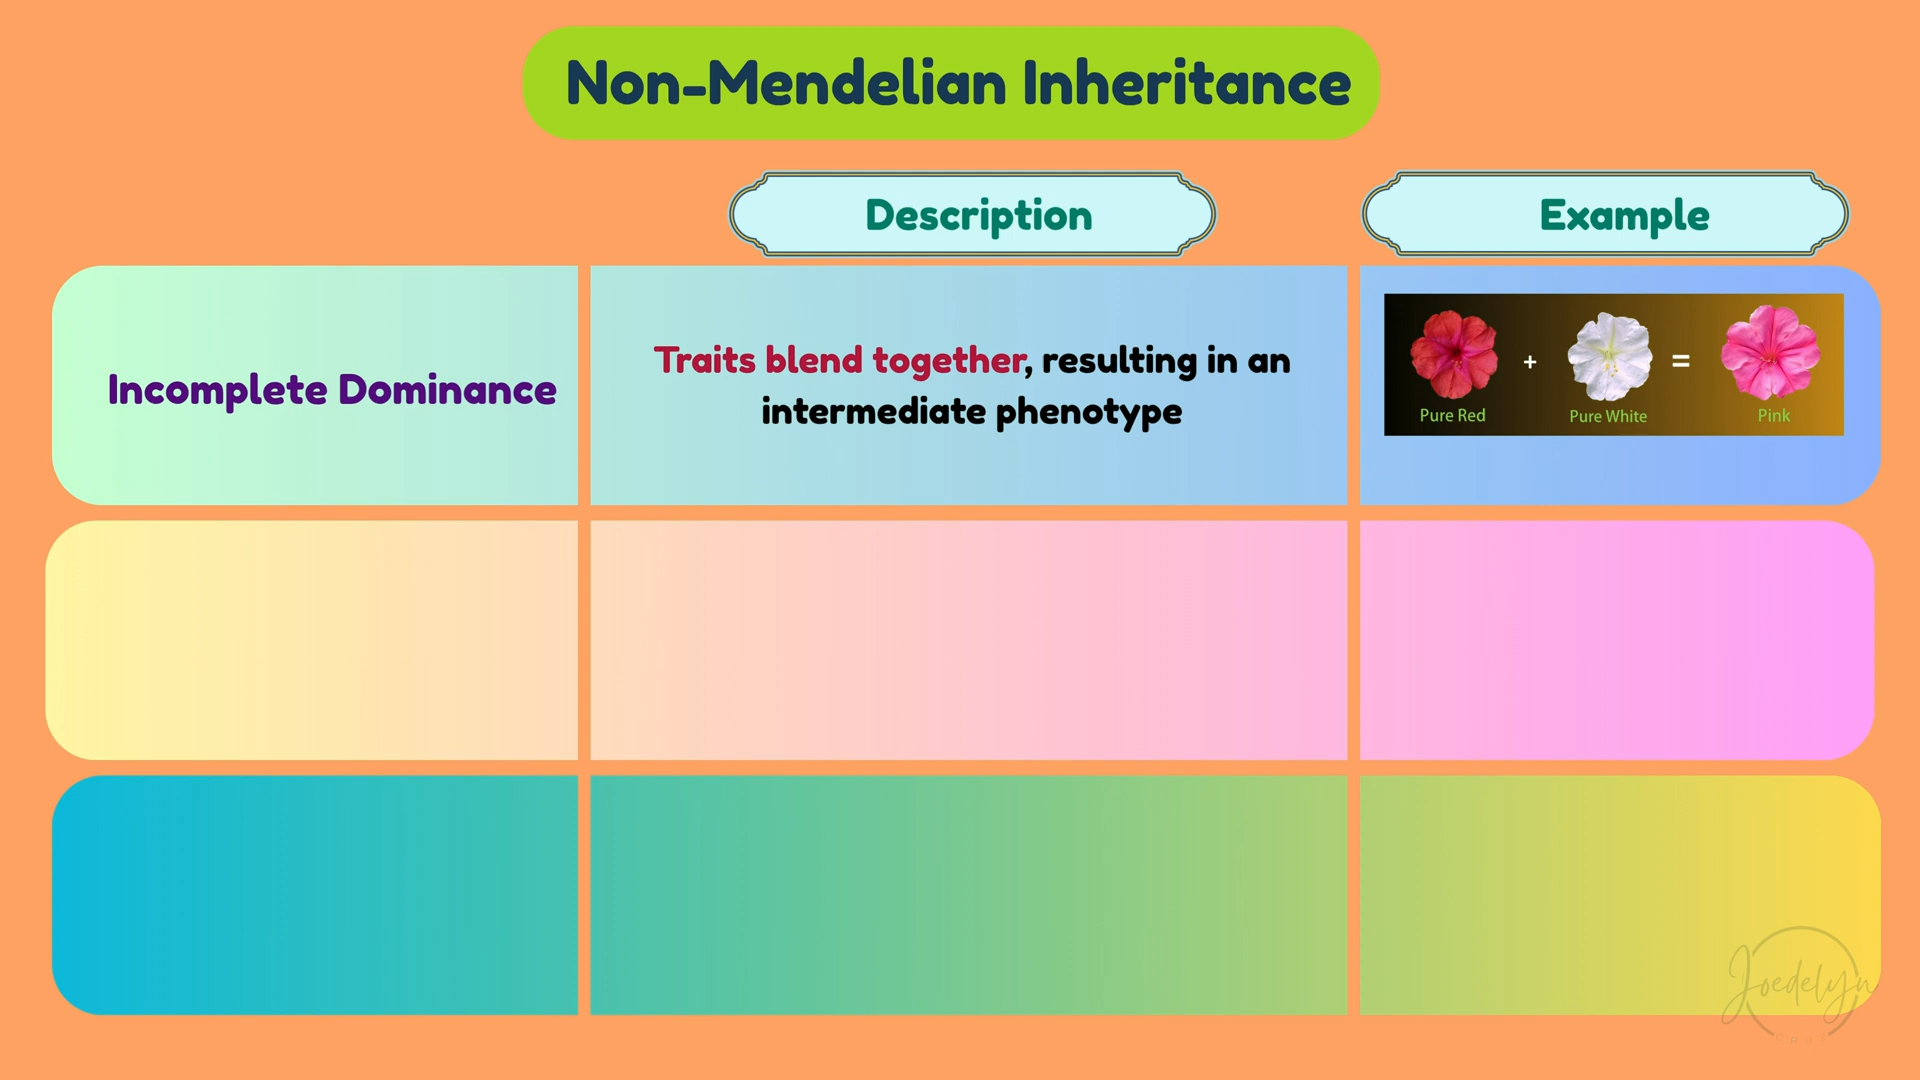 Non-Mendelian Inheritance
Description
Example
Incomplete Dominance
Traits blend together, resulting in an
intermediate phenotype
+
=
Pure Red
Pure White
Pink
Joedelyn
CRUZ